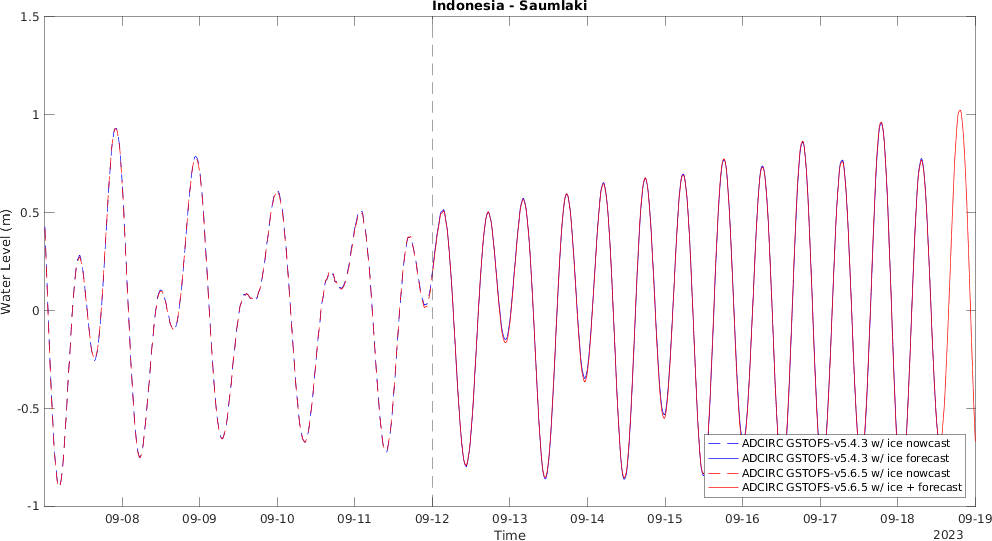 Indonesia - Saumlaki
1.5
1
0.5
0
-0.5
-1
Water Level (m)
ADCIRC GSTOFS-v5.4.3 w/ ice nowcast
ADCIRC GSTOFS-v5.4.3 w/ ice forecast
ADCIRC GSTOFS-v5.6.5 w/ ice nowcast
ADCIRC GSTOFS-v5.6.5 w/ ice + forecast
09-08 09-09 09-10 09-11 09-12 09-13 09-14 09-15 09-16 09-17 09-18 09-19
Time
2023